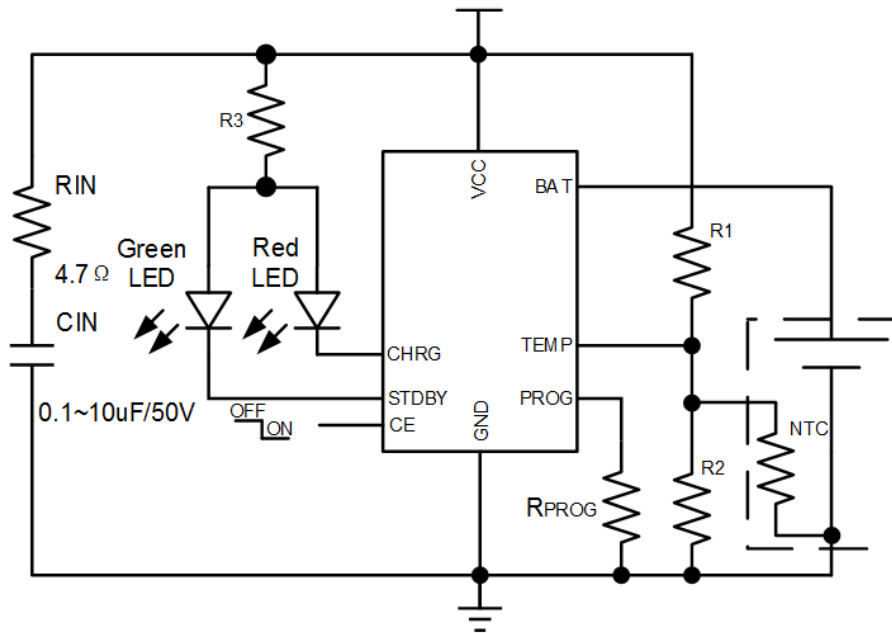 R3
VCC
BAT
RIN
Green
LED
Red
LED
R1
4.7 Ω
CIN
CHRG
TEMP
0.1~10uF/50V
STDBY
PROG
OFF
ON
CE
GND
NTC
R2
RPROG